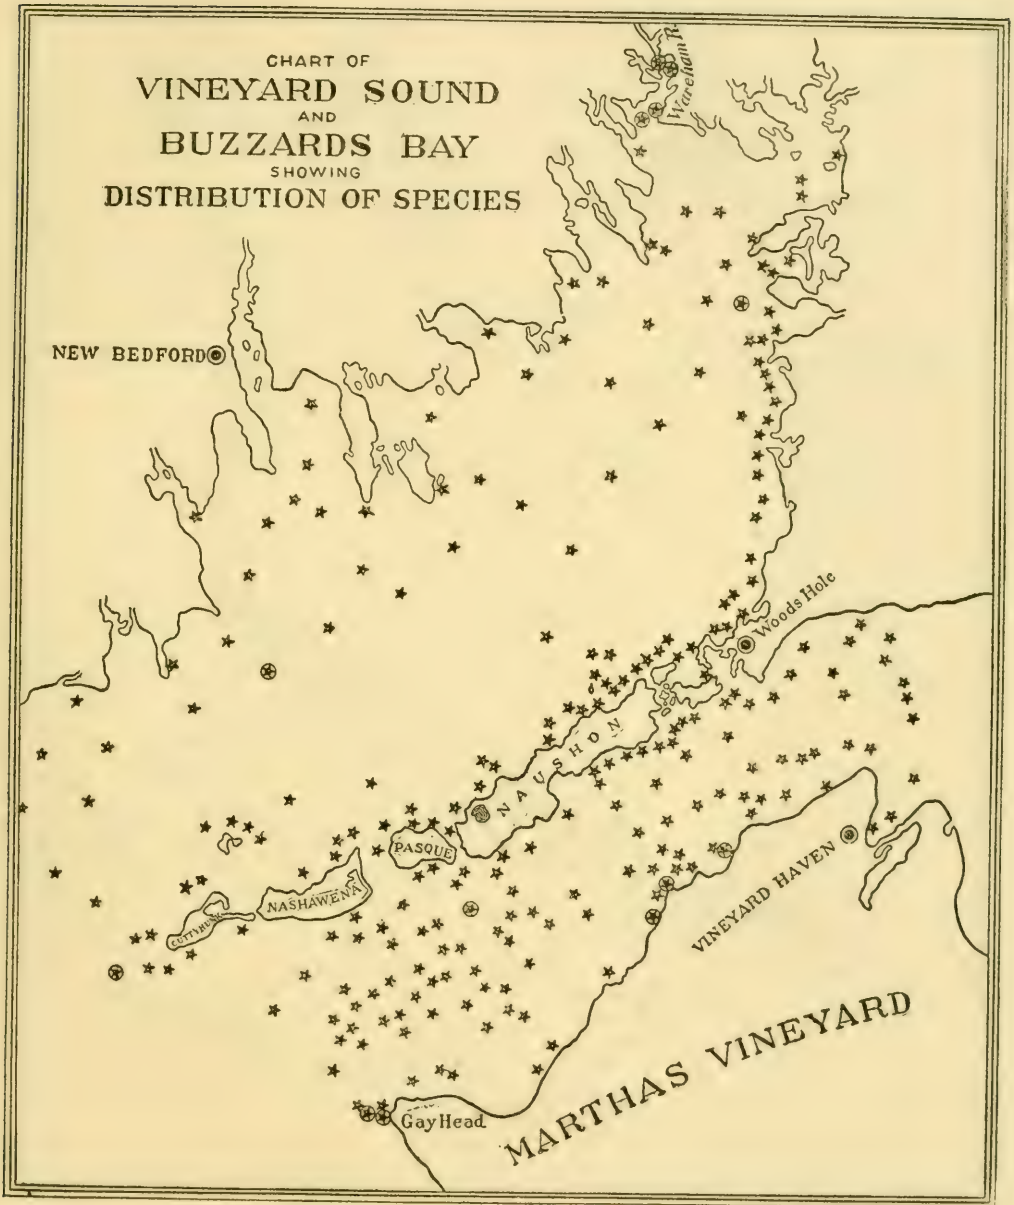 CHART OF
VINEYARD SOUND
AND
BUZZARDS BAY
SHOWING
DISTRIBUTION OF SPECIES
Wareham R.
NEW BEDFORD
Woods Hole
NAUSHON
PASQUE
NASHAWENA
CUTTYHUNK
VINEYARD HAVEN
MARTHAS VINEYARD
Gay Head